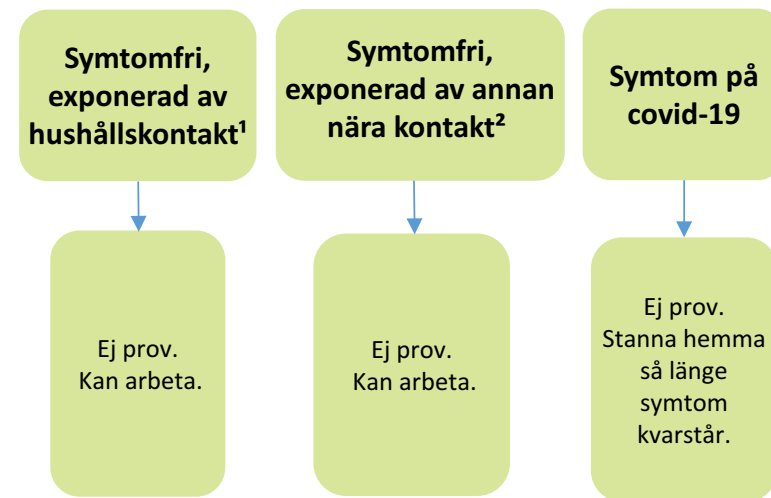 Symtomfri,
exponerad av
hushållskontakt¹
Symtomfri,
exponerad av annan
nära kontakt²
Symtom på
covid-19
Ej prov.
Kan arbeta.
Ej prov.
Kan arbeta.
Ej prov.
Stanna hemma
så länge
symtom
kvarstår.